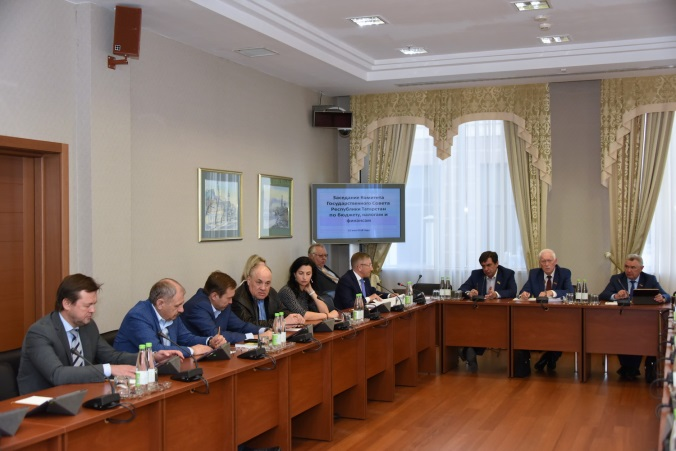 Заседание Комитета
Государственного Совета
Республики Татарстан
по бюджету, налогам и
финансам